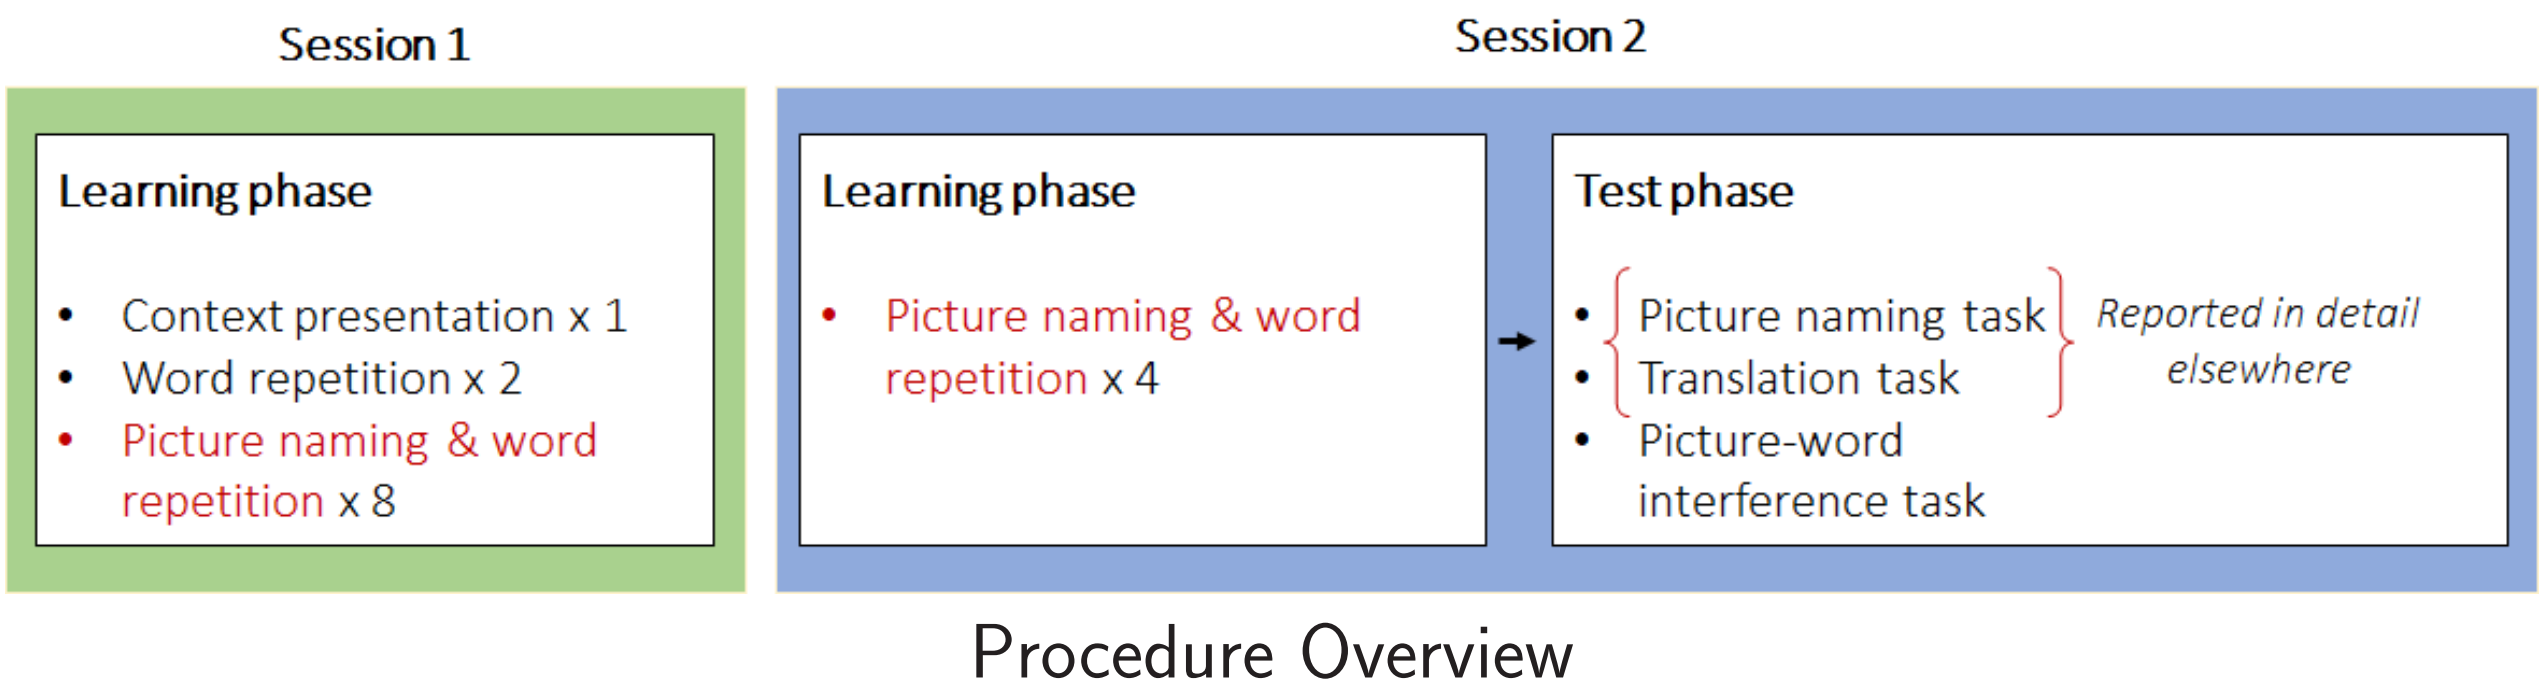 Session 1
Learning phase
• Context presentation x 1
• Word repetition x 2
• Picture naming & word
repetition x 8
Session 2
Learning phase
• Picture naming & word
repetition x 4
Test phase
• Picture naming task
• Translation task
Reported in detail
elsewhere
• Picture-word
interference task
Procedure Overview